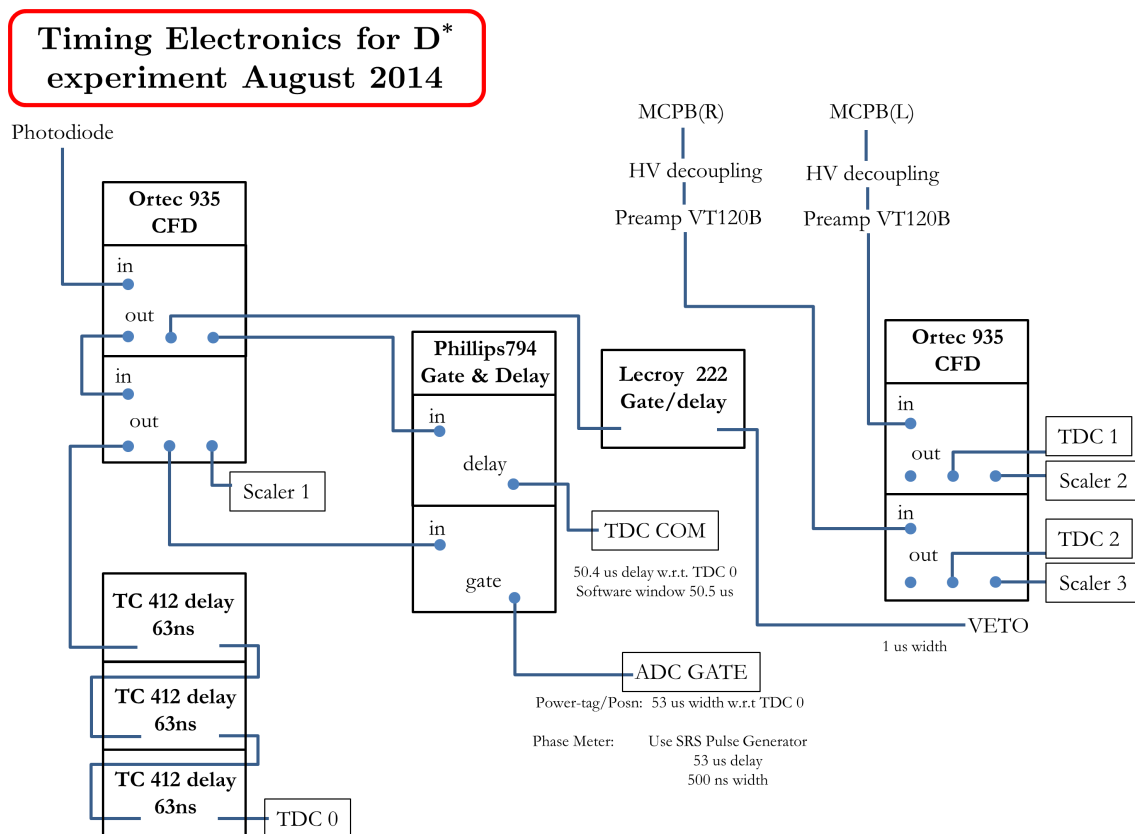 Timing Electronics for D*
experiment August 2014
Photodiode
Ortec 935
CFD
in
out
in
out
Scaler 1
TC 412 delay
63ns
TC 412 delay
63ns
TC 412 delay
63ns
TDC 0
Phillips794
Gate & Delay
in
delay
in
gate
TDC COM
50.4 us delay w.r.t. TDC 0
Software window 50.5 us
ADC GATE
Power-tag/Posn: 53 us width w.r.t TDC 0
Phase Meter: Use SRS Pulse Generator
53 us delay
500 ns width
Lecroy 222
Gate/delay
MCPB(R)
HV decoupling
Preamp VT120B
MCPB(L)
HV decoupling
Preamp VT120B
Ortec 935
CFD
in
out
in
out
TDC 1
Scaler 2
TDC 2
Scaler 3
VETO
1 us width